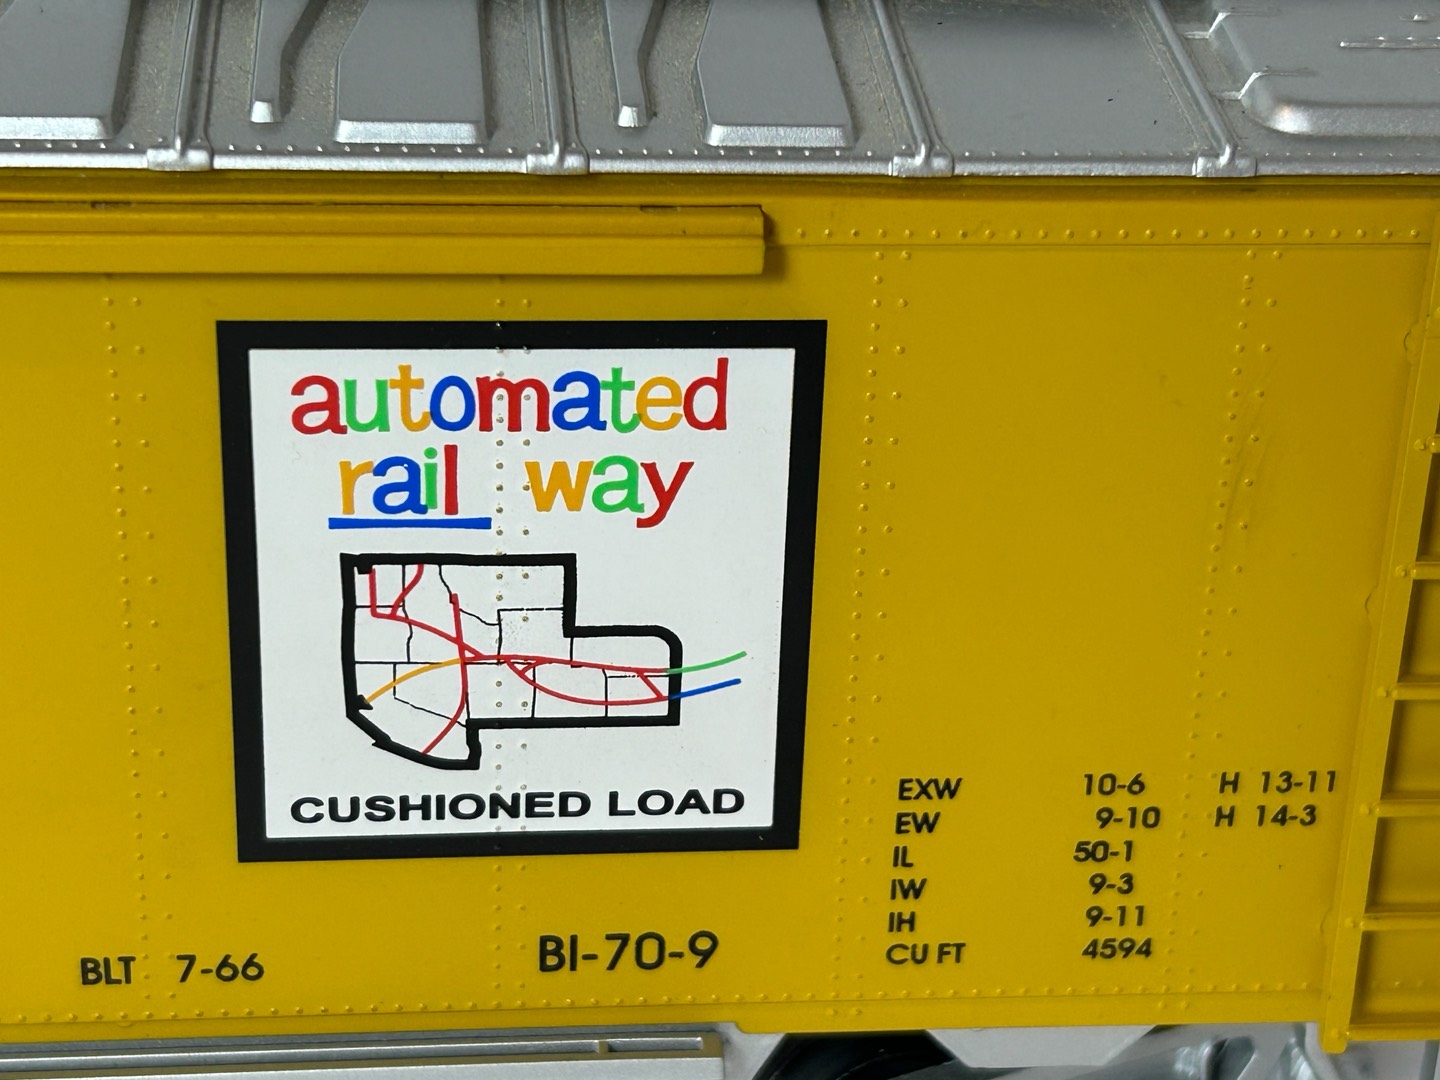 automated
rail way
CUSHIONED LOAD
EXW 10-6 H 13-11
EW 9-10 H 14-3
IL 50-1
IW 9-3
IH 9-11
CU FT 4594
BLT 7-66
BI-70-9